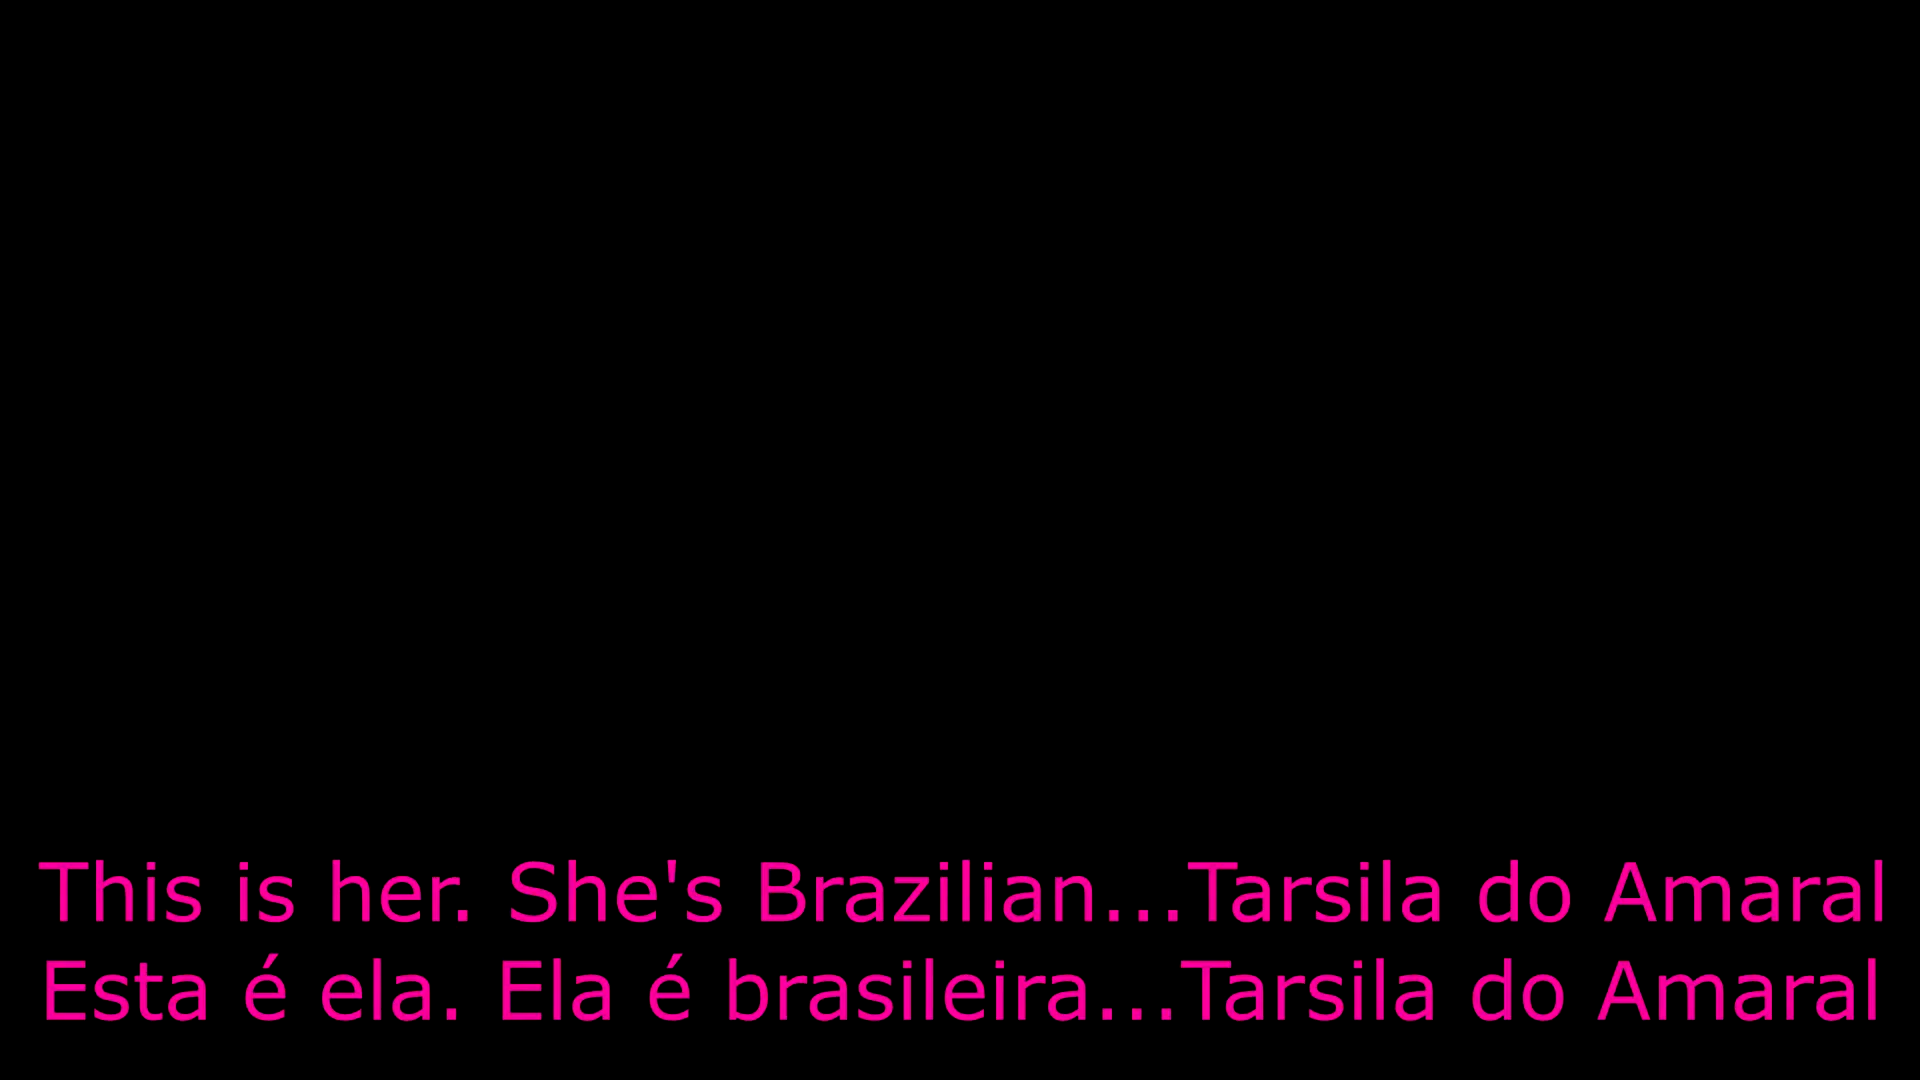 This is her. She's Brazilian...Tarsila do Amaral
Esta é ela. Ela é brasileira...Tarsila do Amaral